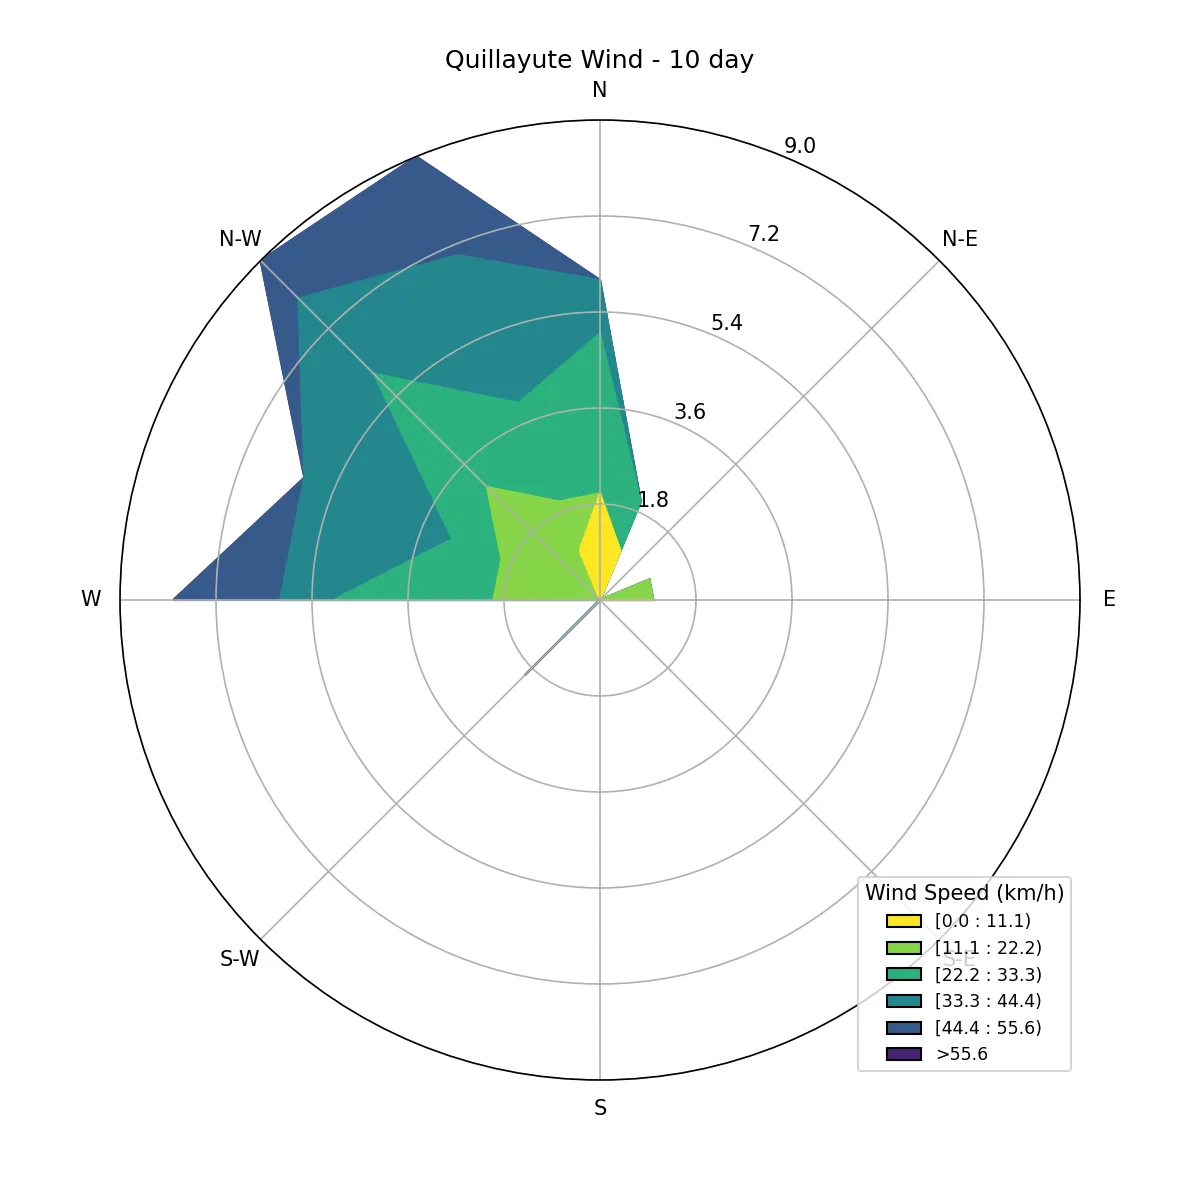 Quillayute Wind - 10 day
N
9.0
7.2
N-W
N-E
5.4
3.6
1.8
W
E
S-W
S-E
S
Wind Speed (km/h)
[0.0 : 11.1)
[11.1 : 22.2)
[22.2 : 33.3)
[33.3 : 44.4)
[44.4 : 55.6)
>55.6